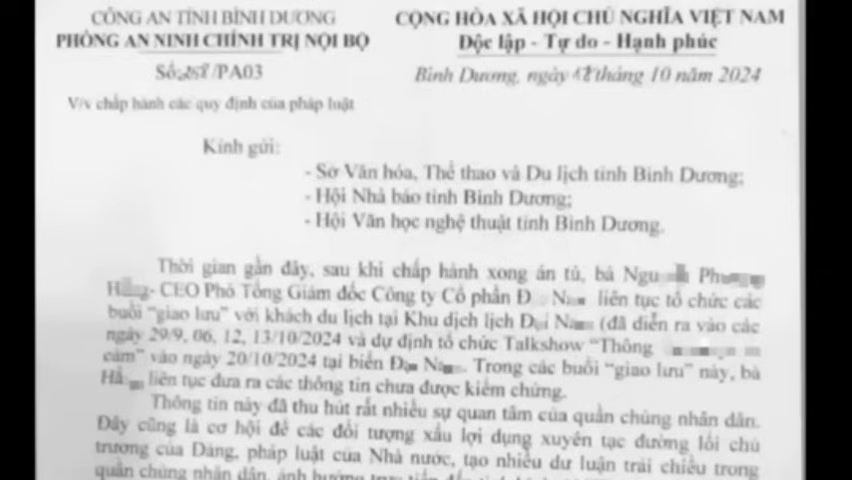 CÔNG AN TỈNH BÌNH DƯƠNG
PHÒNG AN NINH CHÍNH TRỊ NỘI BỘ
Số: /PA03
V/v chấp hành các quy định của pháp luật
CỘNG HÒA XÃ HỘI CHỦ NGHĨA VIỆT NAM
Độc lập - Tự do - Hạnh phúc
Bình Dương, ngày tháng 10 năm 2024
Kính gửi:
- Sở Văn hóa, Thể thao và Du lịch tỉnh Bình Dương;
- Hội Nhà báo tỉnh Bình Dương;
- Hội Văn học nghệ thuật tỉnh Bình Dương.
Thời gian gần đây, sau khi chấp hành xong án tù, bà
- CEO Phó Tổng Giám đốc Công ty Cổ phần liên tục tổ chức các
buổi "giao lưu" với khách du lịch tại Khu dịch lịch (đã diễn ra vào các
ngày 29/9, 06, 12, 13/10/2024 và dự định tổ chức Talkshow "Thông
cảm" vào ngày 20/10/2024 tại biển Trong các buổi "giao lưu" này, bà
liên tục đưa ra các thông tin chưa được kiểm chứng.
Thông tin này đã thu hút rất nhiều sự quan tâm của quần chúng nhân dân.
Đây cũng là cơ hội để các đối tượng xấu lợi dụng xuyên tạc đường lối chủ
trương của Đảng, pháp luật của Nhà nước, tạo nhiều dư luận trái chiều trong
quần chúng nhân dân, ảnh hưởng trực tiếp đến